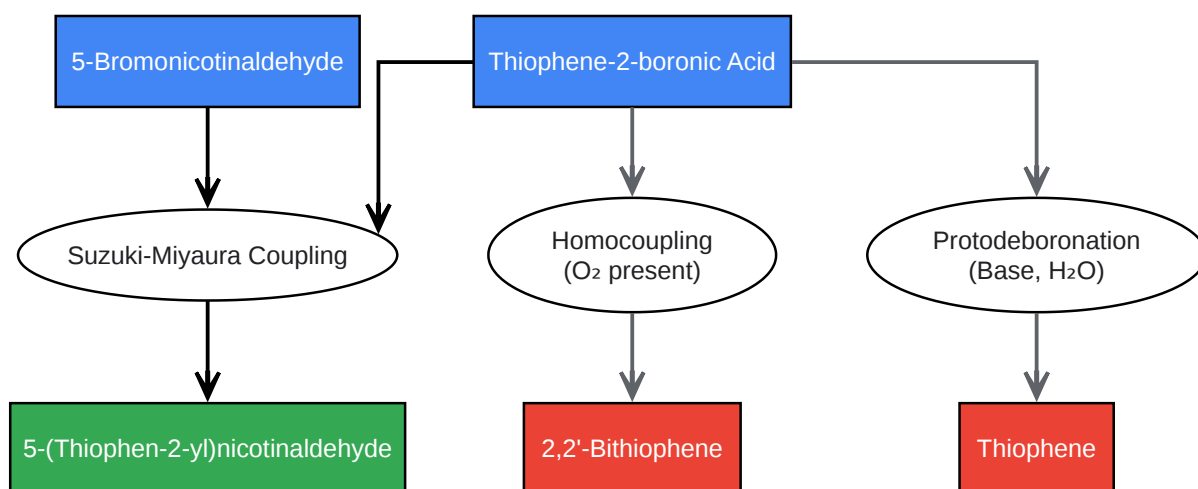 5-Bromonicotinaldehyde
Thiophene-2-boronic Acid
Suzuki-Miyaura Coupling
Homocoupling
(O₂ present)
Protodeboronation
(Base, H₂O)
5-(Thiophen-2-yl)nicotinaldehyde
2,2'-Bithiophene
Thiophene